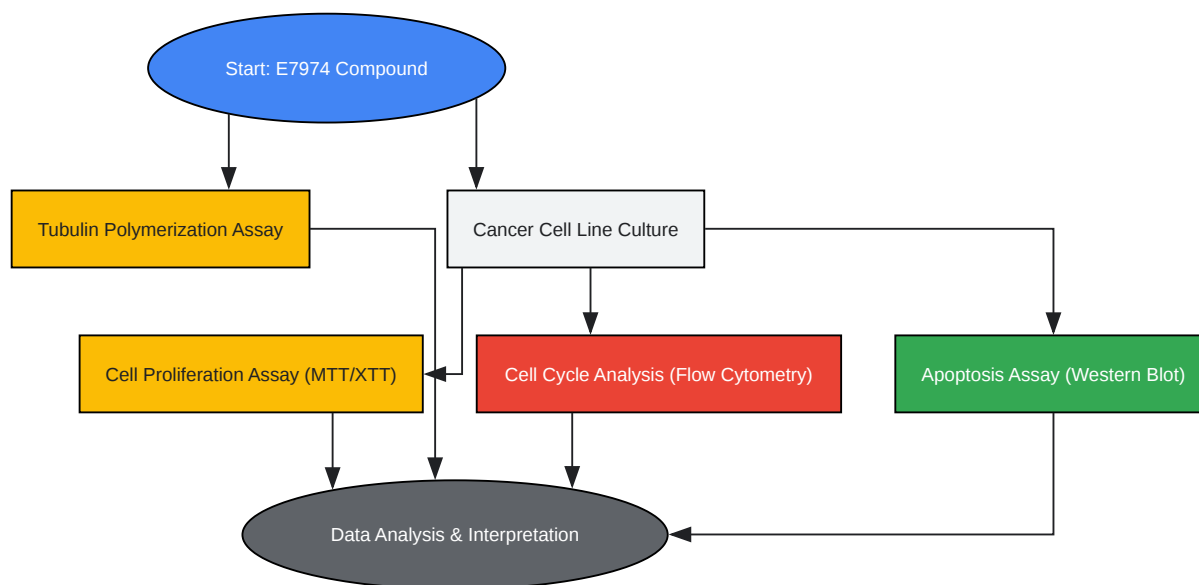 Start: E7974 Compound
Tubulin Polymerization Assay
Cancer Cell Line Culture
Cell Proliferation Assay (MTT/XTT)
Cell Cycle Analysis (Flow Cytometry)
Apoptosis Assay (Western Blot)
Data Analysis & Interpretation